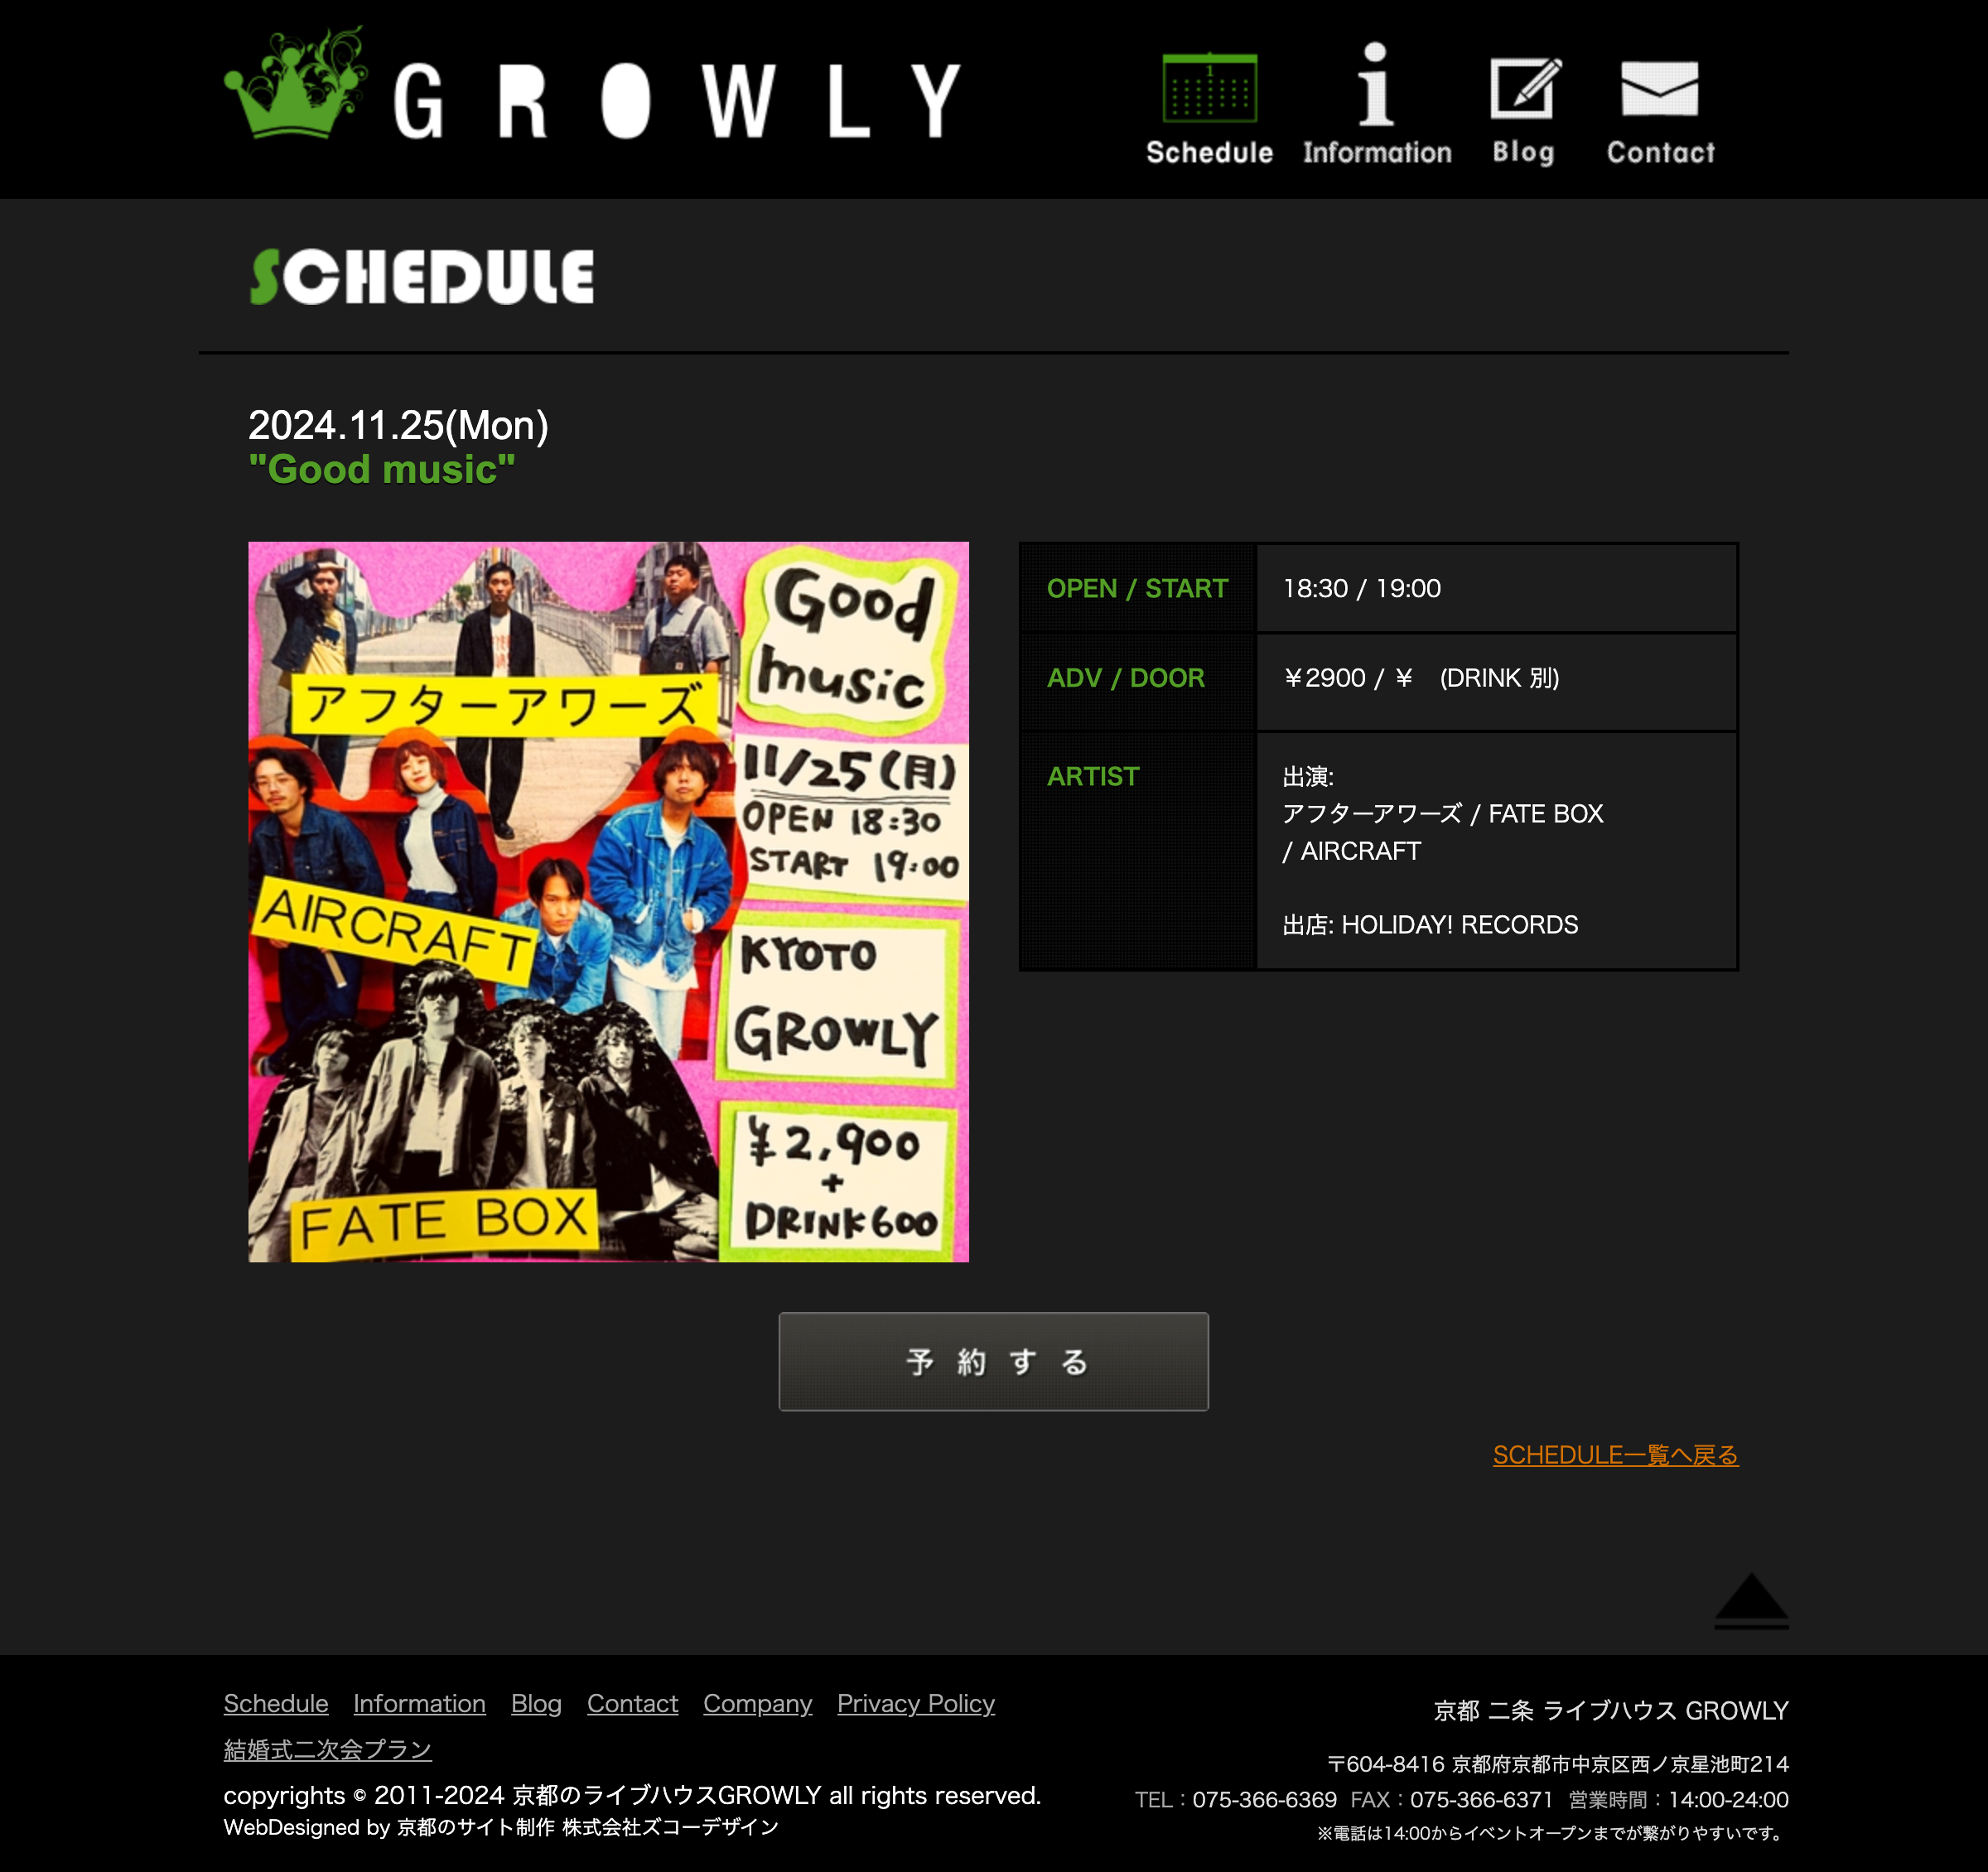 GROWLY
Schedule
Information
Blog
Contact
SCHEDULE
2024.11.25(Mon)
"Good music"
アフターアワーズ
AIRCRAFT
FATE BOX
Good
music
11/25(月)
OPEN 18:30
START 19:00
KYOTO
GROWLY
¥2,900
+
DRINK600
OPEN / START
18:30 / 19:00
ADV / DOOR
￥2900 / ￥　(DRINK 別)
ARTIST
出演:
アフターアワーズ / FATE BOX
/ AIRCRAFT
出店: HOLIDAY! RECORDS
予約する
SCHEDULE一覧へ戻る
Schedule Information Blog Contact Company Privacy Policy
結婚式二次会プラン
copyrights © 2011-2024 京都のライブハウスGROWLY all rights reserved.
WebDesigned by 京都のサイト制作 株式会社ズコーデザイン
京都 二条 ライブハウス GROWLY
〒604-8416 京都府京都市中京区西ノ京星池町214
TEL：075-366-6369 FAX：075-366-6371 営業時間：14:00-24:00
※電話は14:00からイベントオープンまでが繋がりやすいです。